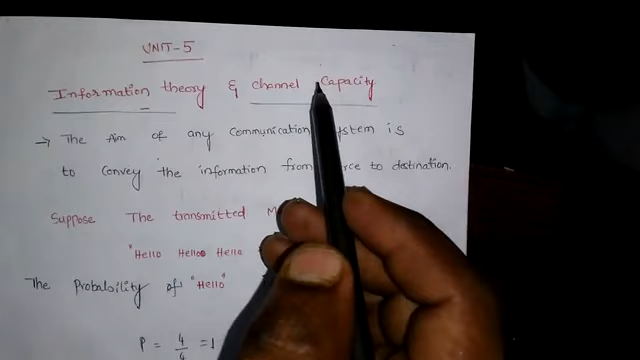 UNIT-5
Information theory & channel Capacity
→ The Aim of any communication system is
to convey the information from to destination.
Suppose The transmitted
"Hello Hello Hello
The Probability of "Hello"
P = 4/4 = 1